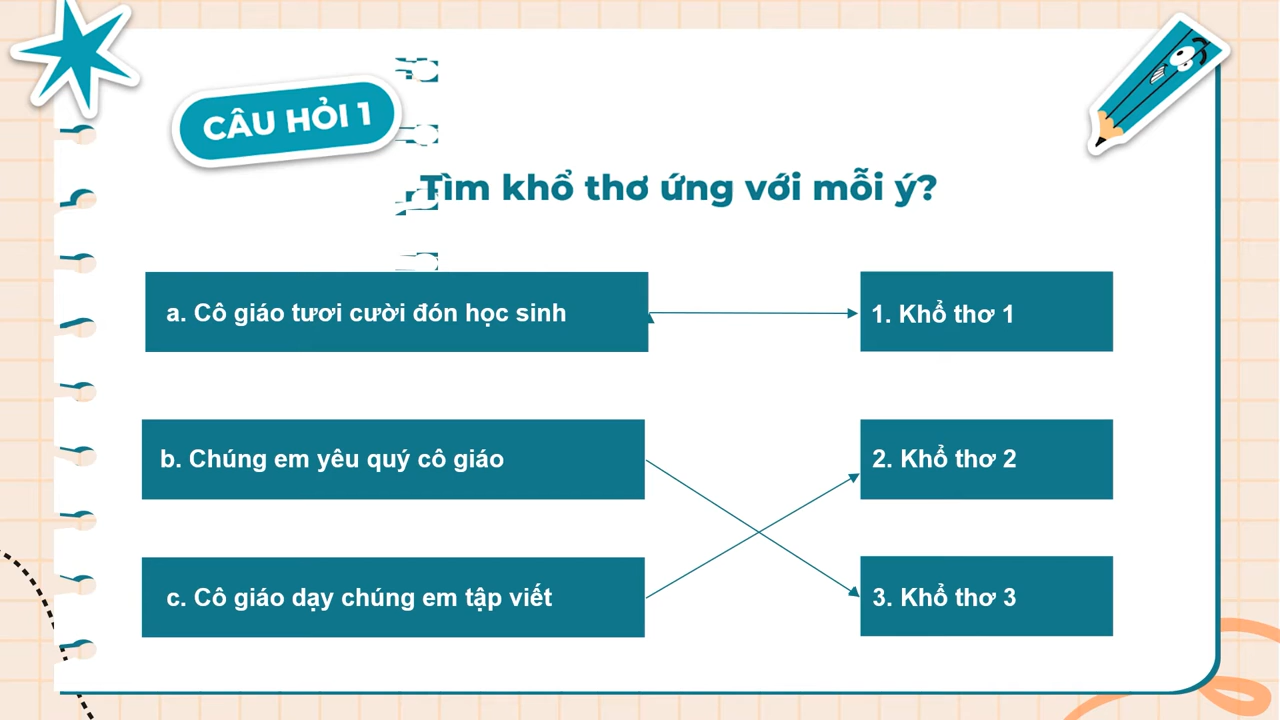 CÂU HỎI 1
Tìm khổ thơ ứng với mỗi ý?
a. Cô giáo tươi cười đón học sinh
1. Khổ thơ 1
b. Chúng em yêu quý cô giáo
2. Khổ thơ 2
c. Cô giáo dạy chúng em tập viết
3. Khổ thơ 3